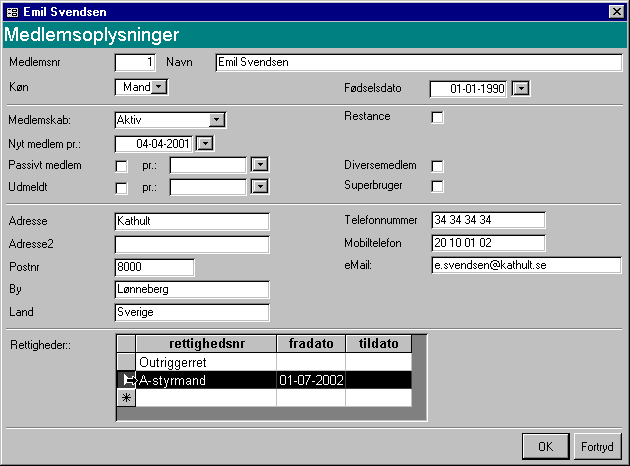 Emil Svendsen
Medlemsoplysninger
Medlemsnr 1 Navn Emil Svendsen
Køn Mand Fødselsdato 01-01-1990
Medlemskab: Aktiv Restance
Nyt medlem pr.: 04-04-2001
Passivt medlem pr.: Diversemedlem
Udmeldt pr.: Superbruger
Adresse Kathult Telefonnummer 34 34 34 34
Adresse2 Mobiltelefon 20 10 01 02
Postnr 8000 eMail: e.svendsen@kathult.se
By Lønneberg
Land Sverige
Rettigheder:: rettighedsnr fradato tildato
Outriggerret
A-styrmand 01-07-2002
OK Fortryd